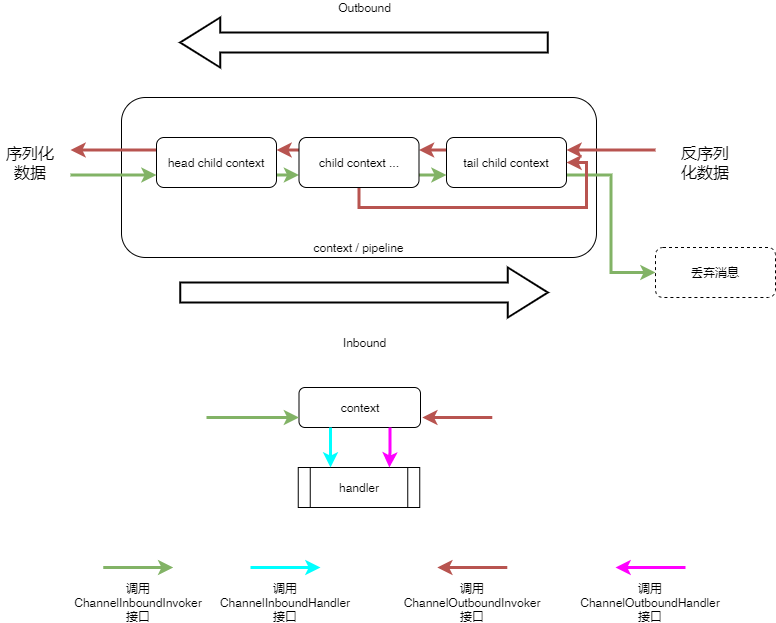 Outbound
序列化
数据
head child context
child context ...
tail child context
反序列
化数据
context / pipeline
丢弃消息
Inbound
context
handler
调用
ChannelInboundInvoker
接口
调用
ChannelInboundHandler
接口
调用
ChannelOutboundInvoker
接口
调用
ChannelOutboundHandler
接口